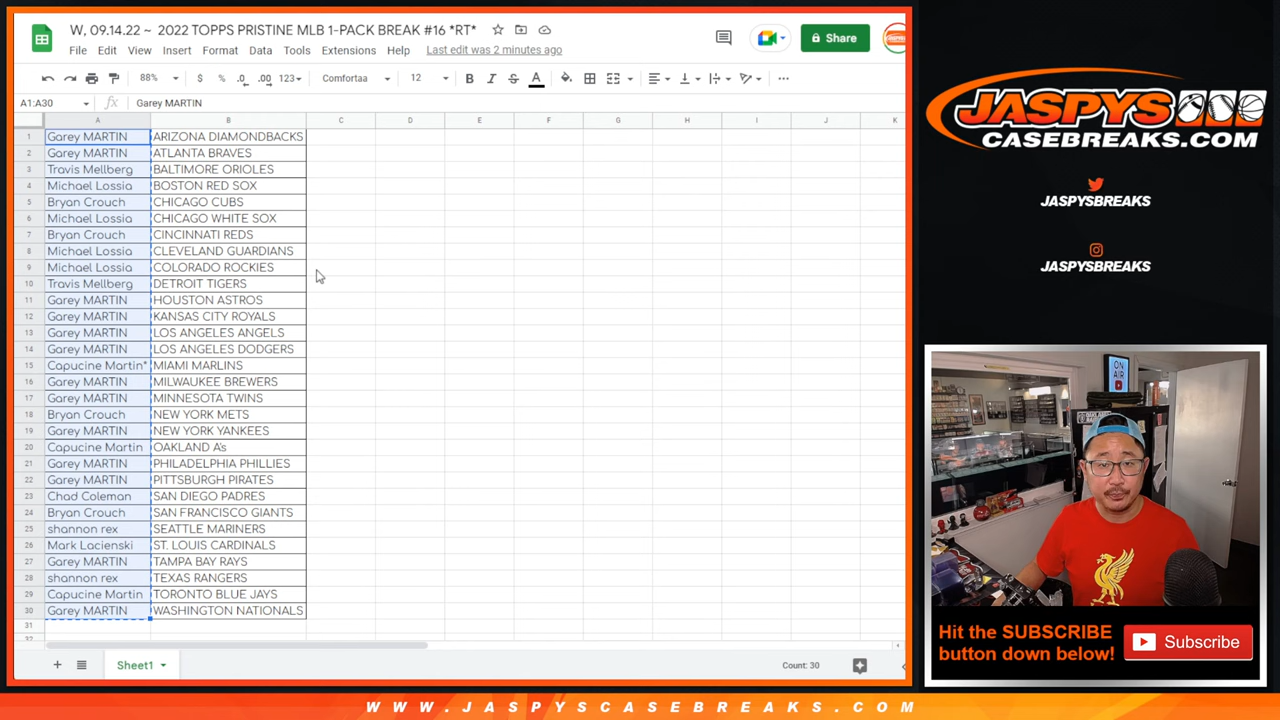 W, 09.14.22 ~ 2022 TOPPS PRISTINE MLB 1-PACK BREAK #16 *RT*
File Edit View Insert Format Data Tools Extensions Help Last edit was 2 minutes ago
Share
88% $ % .0 .00 123 Comfortaa 12 B I S A
A1:A30 fx Garey MARTIN
A B C D E F G H I J K
1 Garey MARTIN ARIZONA DIAMONDBACKS
2 Garey MARTIN ATLANTA BRAVES
3 Travis Mellberg BALTIMORE ORIOLES
4 Michael Lossia BOSTON RED SOX
5 Bryan Crouch CHICAGO CUBS
6 Michael Lossia CHICAGO WHITE SOX
7 Bryan Crouch CINCINNATI REDS
8 Michael Lossia CLEVELAND GUARDIANS
9 Michael Lossia COLORADO ROCKIES
10 Travis Mellberg DETROIT TIGERS
11 Garey MARTIN HOUSTON ASTROS
12 Garey MARTIN KANSAS CITY ROYALS
13 Garey MARTIN LOS ANGELES ANGELS
14 Garey MARTIN LOS ANGELES DODGERS
15 Capucine Martin* MIAMI MARLINS
16 Garey MARTIN MILWAUKEE BREWERS
17 Garey MARTIN MINNESOTA TWINS
18 Bryan Crouch NEW YORK METS
19 Garey MARTIN NEW YORK YANKEES
20 Capucine Martin OAKLAND A's
21 Garey MARTIN PHILADELPHIA PHILLIES
22 Garey MARTIN PITTSBURGH PIRATES
23 Chad Coleman SAN DIEGO PADRES
24 Bryan Crouch SAN FRANCISCO GIANTS
25 shannon rex SEATTLE MARINERS
26 Mark Lacienski ST. LOUIS CARDINALS
27 Garey MARTIN TAMPA BAY RAYS
28 shannon rex TEXAS RANGERS
29 Capucine Martin TORONTO BLUE JAYS
30 Garey MARTIN WASHINGTON NATIONALS
31
32
Sheet1
Count: 30
JASPYS
CASEBREAKS.COM
JASPYSBREAKS
JASPYSBREAKS
ON
AIR
Hit the SUBSCRIBE
button down below!
Subscribe
WWW.JASPYSCASEBREAKS.COM